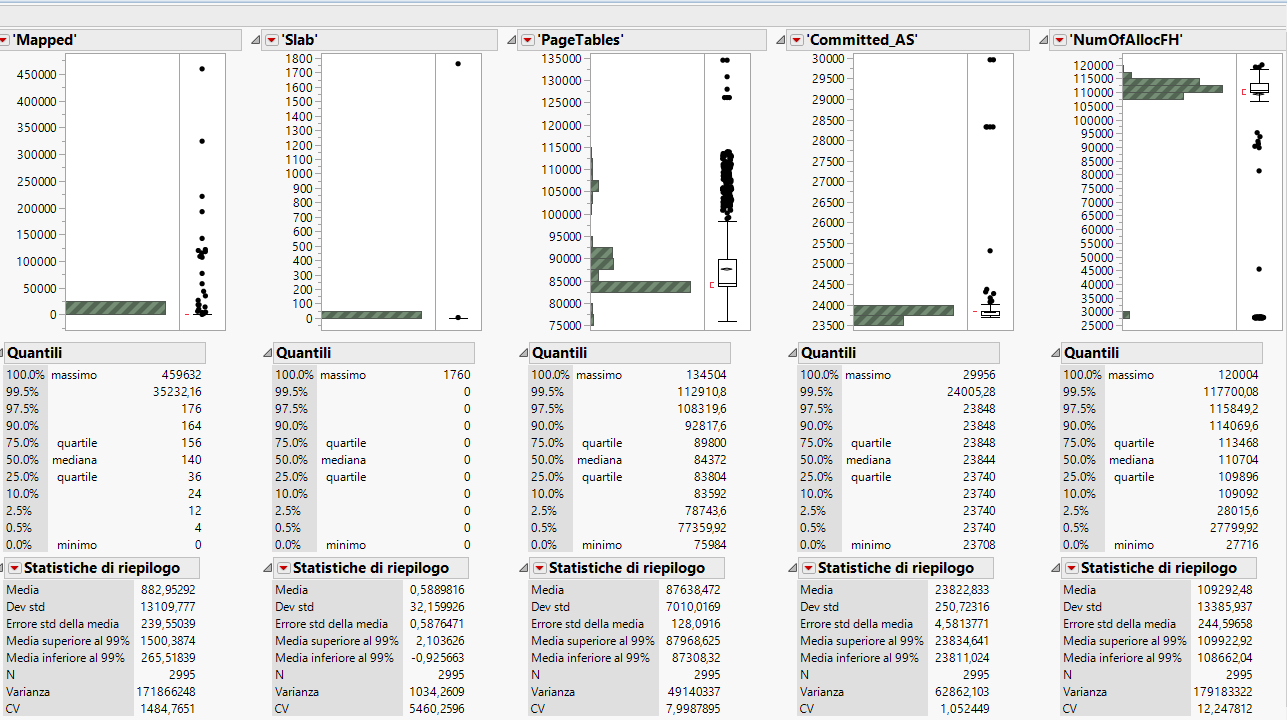 'Mapped'
450000
400000
350000
300000
250000
200000
150000
100000
50000
0
Quantili
100.0% massimo 459632
99.5% 35232,16
97.5% 176
90.0% 164
75.0% quartile 156
50.0% mediana 140
25.0% quartile 36
10.0% 24
2.5% 12
0.5% 4
0.0% minimo 0
Statistiche di riepilogo
Media 882,95292
Dev std 13109,777
Errore std della media 239,55039
Media superiore al 99% 1500,3874
Media inferiore al 99% 265,51839
N 2995
Varianza 171866248
CV 1484,7651
'Slab'
1800
1700
1600
1500
1400
1300
1200
1100
1000
900
800
700
600
500
400
300
200
100
0
Quantili
100.0% massimo 1760
99.5% 0
97.5% 0
90.0% 0
75.0% quartile 0
50.0% mediana 0
25.0% quartile 0
10.0% 0
2.5% 0
0.5% 0
0.0% minimo 0
Statistiche di riepilogo
Media 0,5889816
Dev std 32,159926
Errore std della media 0,5876471
Media superiore al 99% 2,103626
Media inferiore al 99% -0,925663
N 2995
Varianza 1034,2609
CV 5460,2596
'PageTables'
135000
130000
125000
120000
115000
110000
105000
100000
95000
90000
85000
80000
75000
Quantili
100.0% massimo 134504
99.5% 112910,8
97.5% 108319,6
90.0% 92817,6
75.0% quartile 89800
50.0% mediana 84372
25.0% quartile 83804
10.0% 83592
2.5% 78743,6
0.5% 77359,92
0.0% minimo 75984
Statistiche di riepilogo
Media 87638,472
Dev std 7010,0169
Errore std della media 128,0916
Media superiore al 99% 87968,625
Media inferiore al 99% 87308,32
N 2995
Varianza 49140337
CV 7,9987895
'Committed_AS'
30000
29500
29000
28500
28000
27500
27000
26500
26000
25500
25000
24500
24000
23500
Quantili
100.0% massimo 29956
99.5% 24005,28
97.5% 23848
90.0% 23848
75.0% quartile 23848
50.0% mediana 23844
25.0% quartile 23740
10.0% 23740
2.5% 23740
0.5% 23740
0.0% minimo 23708
Statistiche di riepilogo
Media 23822,833
Dev std 250,72316
Errore std della media 4,5813771
Media superiore al 99% 23834,641
Media inferiore al 99% 23811,024
N 2995
Varianza 62862,103
CV 1,052449
'NumOfAllocFH'
120000
115000
110000
105000
100000
95000
90000
85000
80000
75000
70000
65000
60000
55000
50000
45000
40000
35000
30000
25000
Quantili
100.0% massimo 120004
99.5% 117700,08
97.5% 115849,2
90.0% 114069,6
75.0% quartile 113468
50.0% mediana 110704
25.0% quartile 109896
10.0% 109092
2.5% 28015,6
0.5% 27799,92
0.0% minimo 27716
Statistiche di riepilogo
Media 109292,48
Dev std 13385,937
Errore std della media 244,59658
Media superiore al 99% 109922,92
Media inferiore al 99% 108662,04
N 2995
Varianza 179183322
CV 12,247812